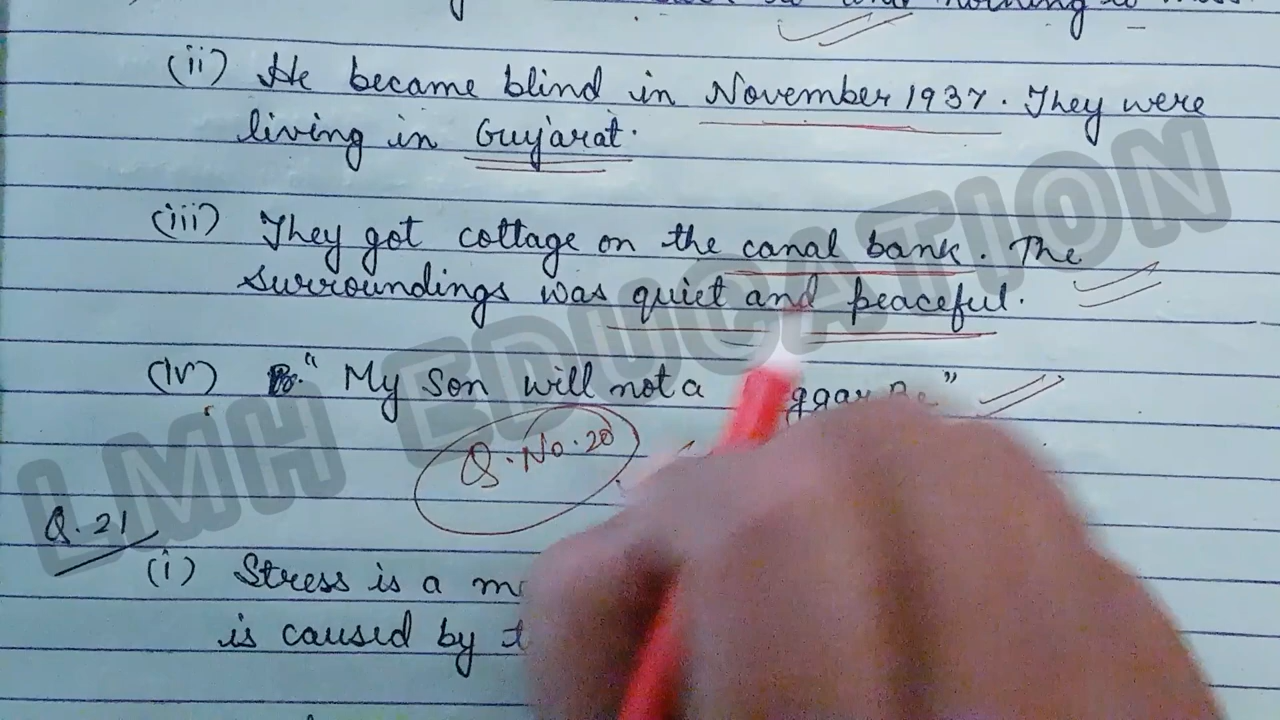 nothing to
(ii) He became blind in November 1937. They were
living in Gujarat.
(iii) They got cottage on the canal bank. The
surroundings was quiet and peaceful.
(iv) "My son will not a
Q.No.20
Q.21
(i) Stress is a
is caused by
LMH EDUCATION